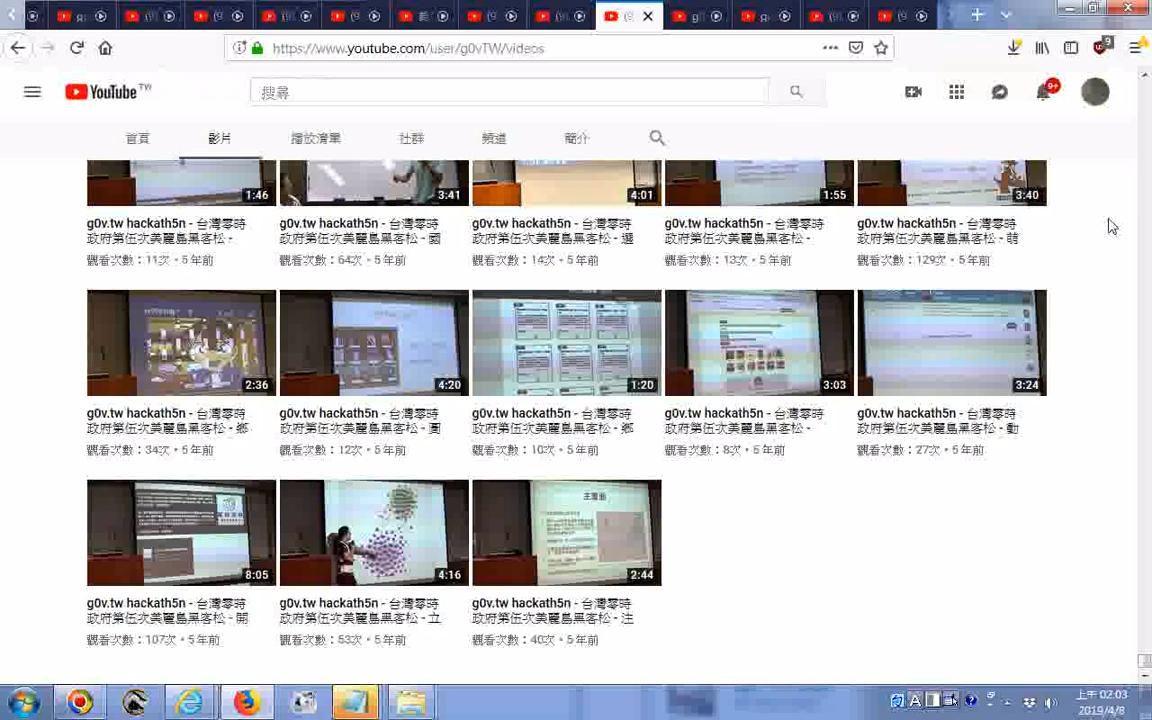 https://www.youtube.com/user/g0vTW/videos
9
YouTube TW
搜尋
9+
首頁
影片
播放清單
社群
頻道
簡介
1:46
3:41
4:01
1:55
3:40
g0v.tw hackath5n - 台灣零時
政府第伍次美麗島黑客松 -
觀看次數：11次・5 年前
g0v.tw hackath5n - 台灣零時
政府第伍次美麗島黑客松 - 國
觀看次數：64次・5 年前
g0v.tw hackath5n - 台灣零時
政府第伍次美麗島黑客松 - 選
觀看次數：14次・5 年前
g0v.tw hackath5n - 台灣零時
政府第伍次美麗島黑客松 -
觀看次數：13次・5 年前
g0v.tw hackath5n - 台灣零時
政府第伍次美麗島黑客松 - 萌
觀看次數：129次・5 年前
2:36
4:20
1:20
3:03
3:24
g0v.tw hackath5n - 台灣零時
政府第伍次美麗島黑客松 - 鄉
觀看次數：34次・5 年前
g0v.tw hackath5n - 台灣零時
政府第伍次美麗島黑客松 -
觀看次數：12次・5 年前
g0v.tw hackath5n - 台灣零時
政府第伍次美麗島黑客松 - 鄉
觀看次數：10次・5 年前
g0v.tw hackath5n - 台灣零時
政府第伍次美麗島黑客松 -
觀看次數：8次・5 年前
g0v.tw hackath5n - 台灣零時
政府第伍次美麗島黑客松 - 動
觀看次數：27次・5 年前
8:05
4:16
2:44
g0v.tw hackath5n - 台灣零時
政府第伍次美麗島黑客松 - 開
觀看次數：107次・5 年前
g0v.tw hackath5n - 台灣零時
政府第伍次美麗島黑客松 - 立
觀看次數：53次・5 年前
g0v.tw hackath5n - 台灣零時
政府第伍次美麗島黑客松 - 注
觀看次數：40次・5 年前
上午 02:03
2019/4/8